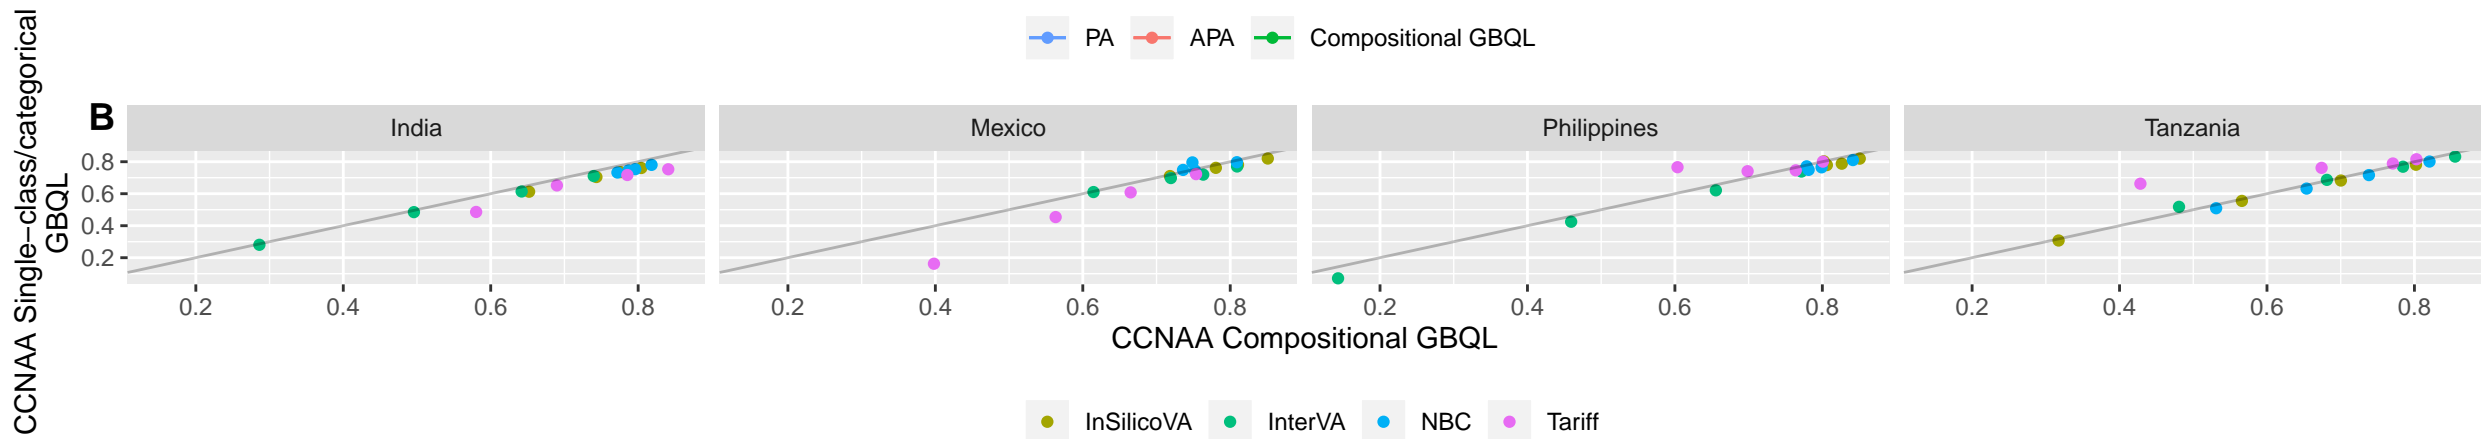 PA APA Compositional GBQL
B
India Mexico Philippines Tanzania
CCNAA Single−class/categorical
GBQL
0.8
0.6
0.4
0.2
0.2 0.4 0.6 0.8 0.2 0.4 0.6 0.8 0.2 0.4 0.6 0.8 0.2 0.4 0.6 0.8
CCNAA Compositional GBQL
InSilicoVA InterVA NBC Tariff